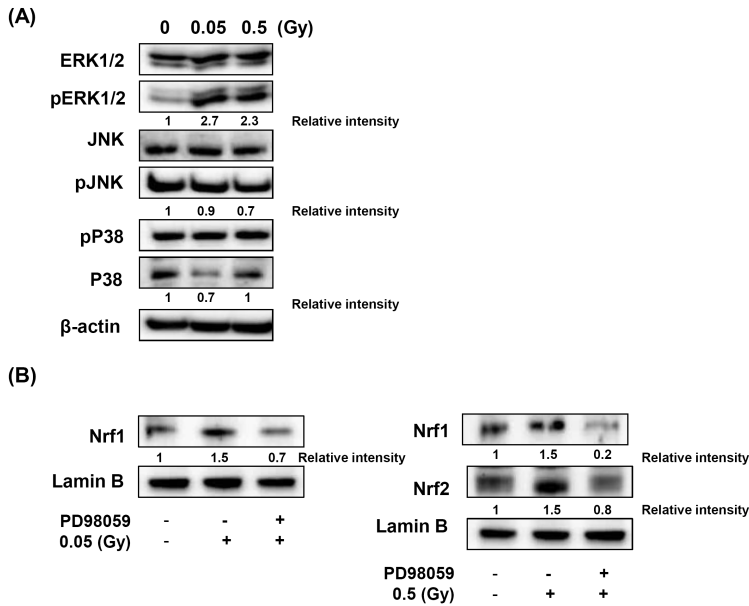 (A)
0 0.05 0.5 (Gy)
ERK1/2
pERK1/2
1 2.7 2.3 Relative intensity
JNK
pJNK
1 0.9 0.7 Relative intensity
pP38
P38
1 0.7 1 Relative intensity
β-actin
(B)
Nrf1
1 1.5 0.7 Relative intensity
Lamin B
PD98059 - - +
0.05 (Gy) - + +
Nrf1
1 1.5 0.2 Relative intensity
Nrf2
1 1.5 0.8 Relative intensity
Lamin B
PD98059 - - +
0.5 (Gy) - + +